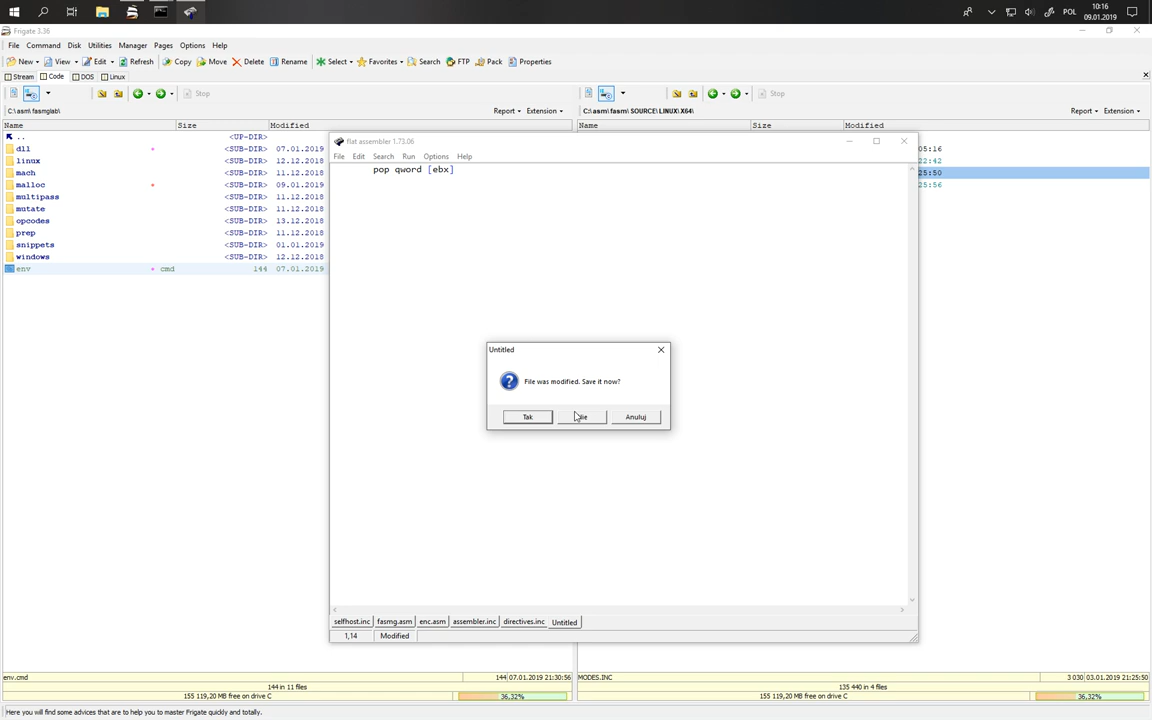 POL
10:16
09.01.2019
Frigate 3.36
File Command Disk Utilities Manager Pages Options Help
New View Edit Refresh Copy Move Delete Rename Select Favorites Search FTP Pack Properties
Stream Code DOS Linux
Stop Stop
C:\asm\fasmglab\ Report Extension C:\asm\fasm\SOURCE\LINUX\X64\ Report Extension
Name Size Modified Name Size Modified
.. <UP-DIR>
dll <SUB-DIR> 07.01.2019 05:16
linux <SUB-DIR> 12.12.2018 22:42
mach <SUB-DIR> 11.12.2018 25:50
malloc <SUB-DIR> 09.01.2019 25:56
multipass <SUB-DIR> 11.12.2018
mutate <SUB-DIR> 11.12.2018
opcodes <SUB-DIR> 13.12.2018
prep <SUB-DIR> 11.12.2018
snippets <SUB-DIR> 01.01.2019
windows <SUB-DIR> 12.12.2018
env cmd 144 07.01.2019
flat assembler 1.73.06
File Edit Search Run Options Help
pop qword [ebx]
Untitled
File was modified. Save it now?
Tak Anuluj
selfhost.inc fasmg.asm enc.asm assembler.inc directives.inc Untitled
1,14 Modified
env.cmd 144 07.01.2019 21:30:56 MODES.INC 3 030 03.01.2019 21:25:50
144 in 11 files 135 440 in 4 files
155 119,20 MB free on drive C 36,32% 155 119,20 MB free on drive C 36,32%
Here you will find some advices that are to help you to master Frigate quickly and totally.